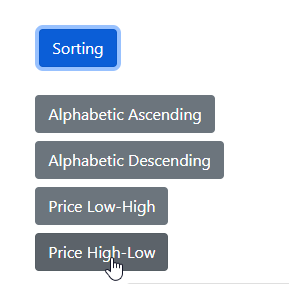 Sorting
Alphabetic Ascending
Alphabetic Descending
Price Low-High
Price High-Low